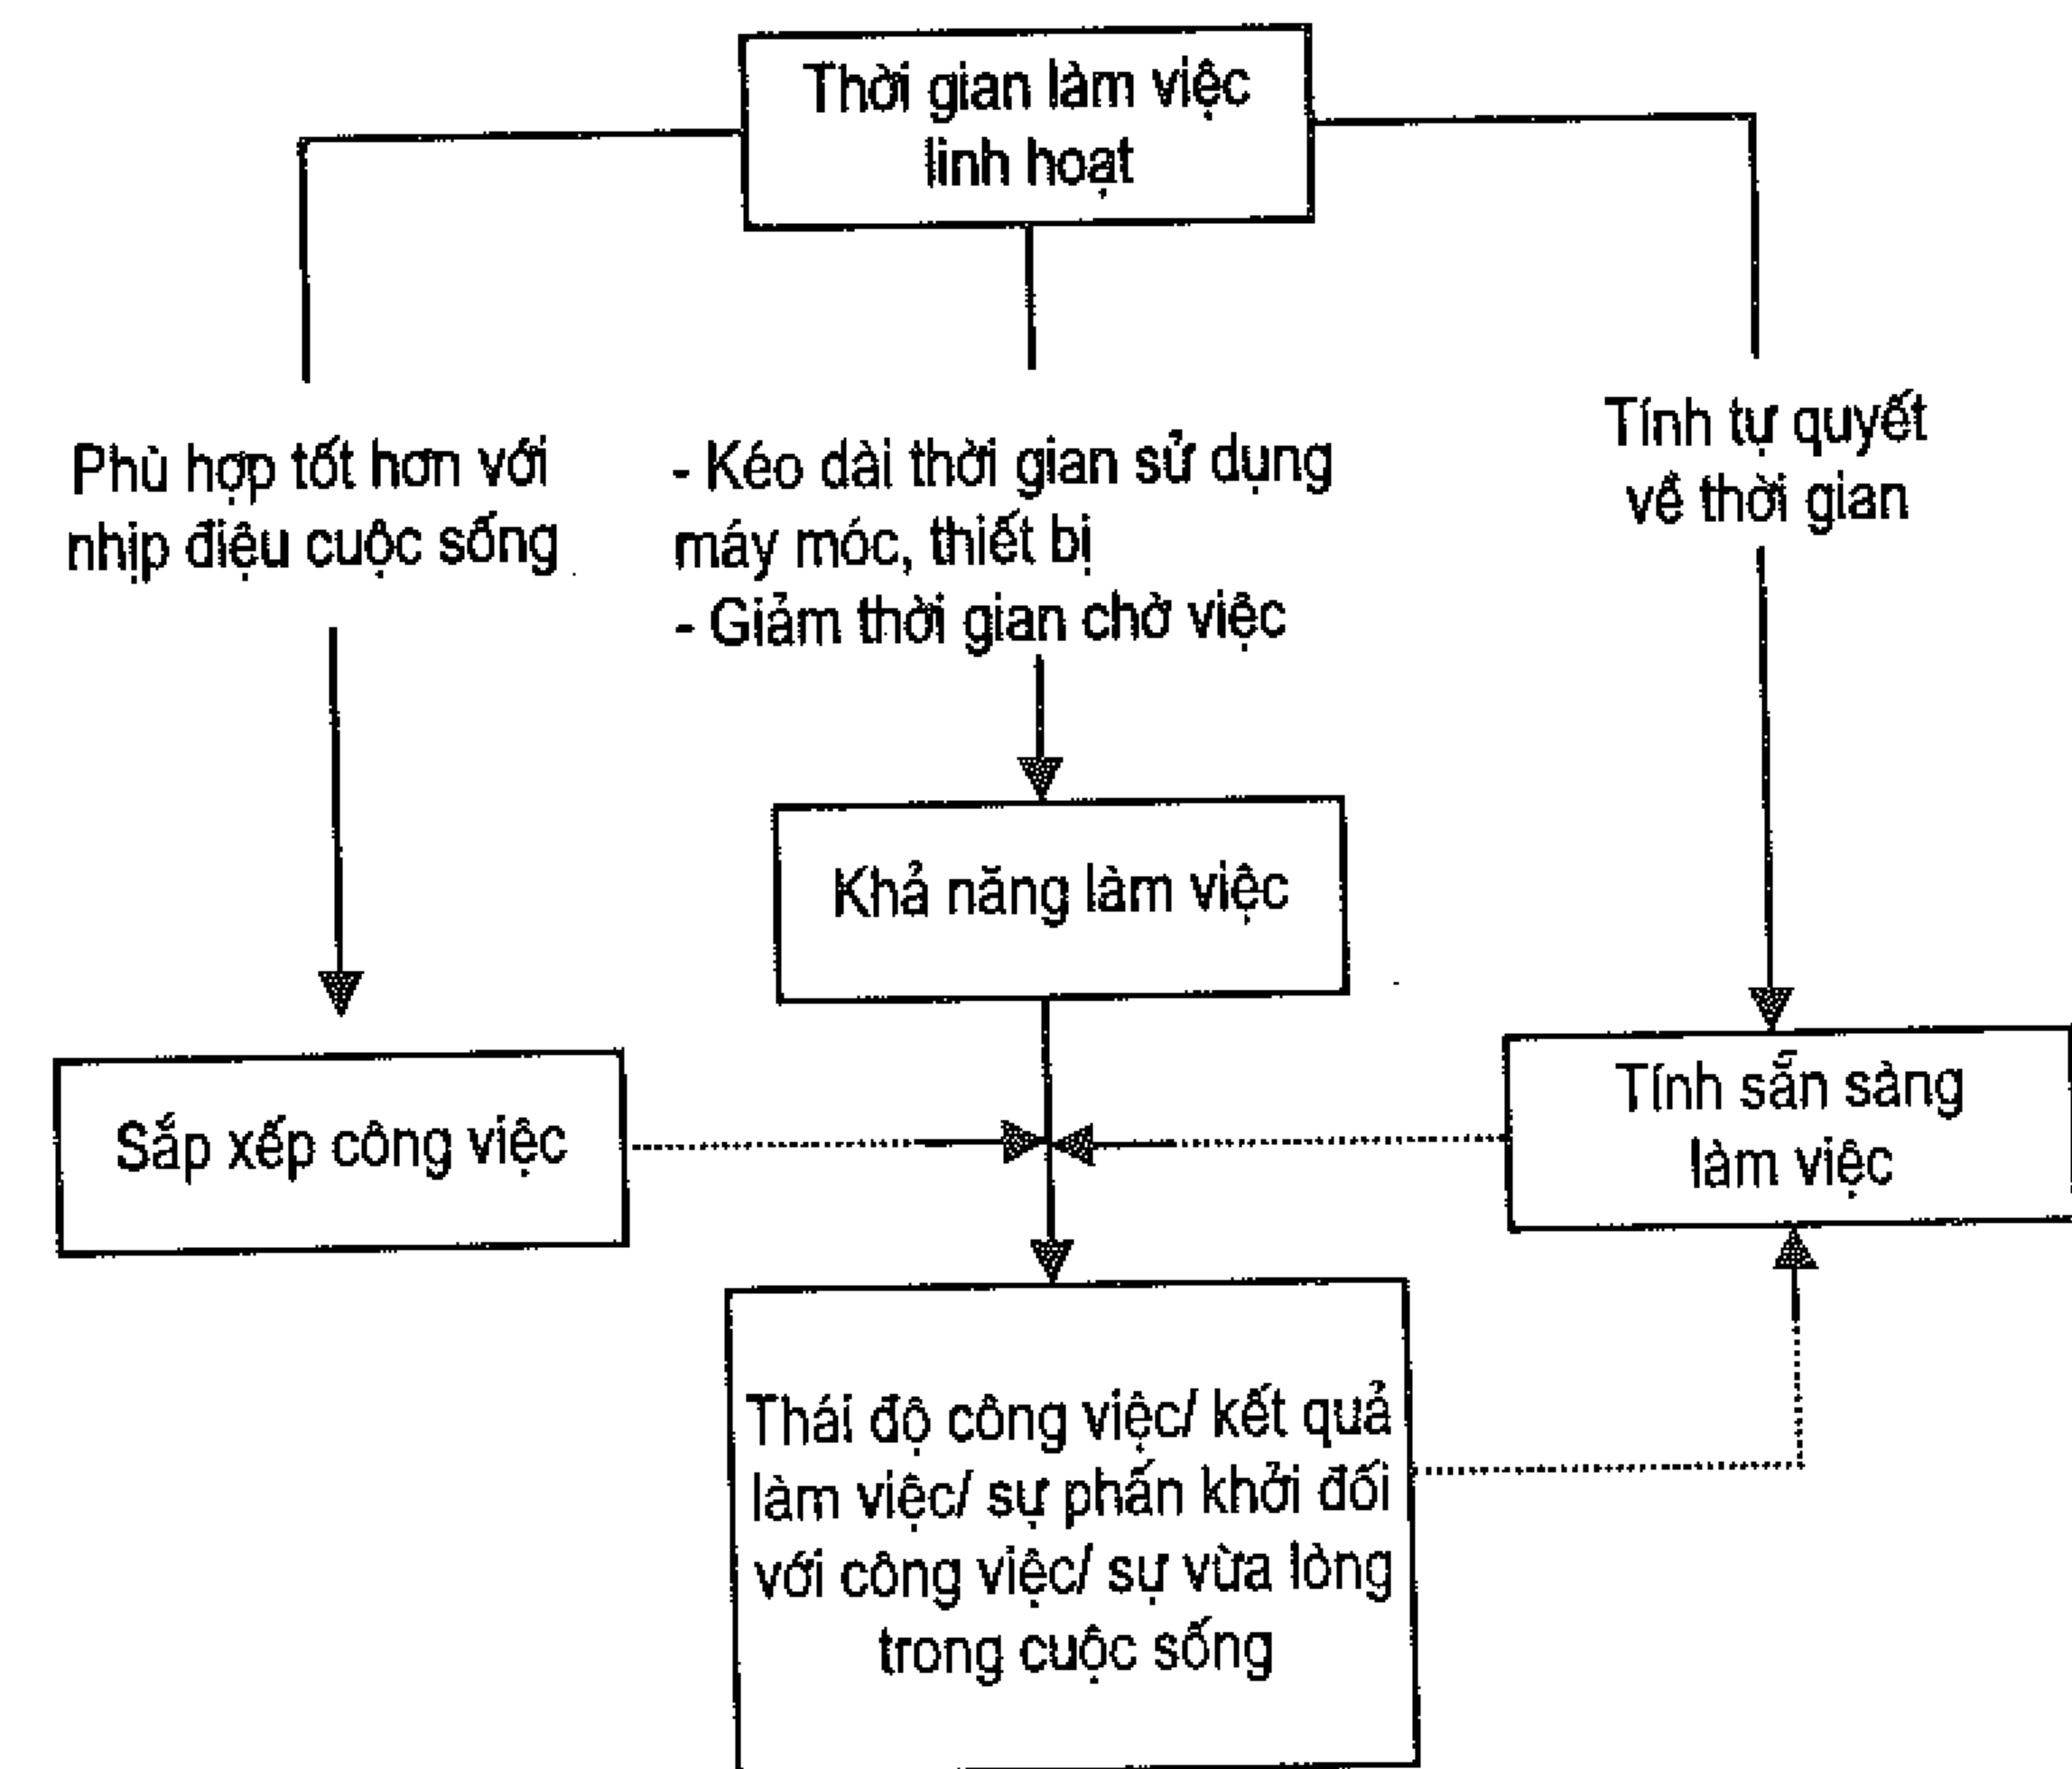 Thời gian làm việc
linh hoạt
Phù hợp tốt hơn với
nhịp điệu cuộc sống
- Kéo dài thời gian sử dụng
máy móc, thiết bị
- Giảm thời gian chờ việc
Tính tự quyết
về thời gian
Khả năng làm việc
Sắp xếp công việc
Tính sẵn sàng
làm việc
Thái độ công việc/ kết quả
làm việc/ sự phấn khởi đối
với công việc/ sự vừa lòng
trong cuộc sống